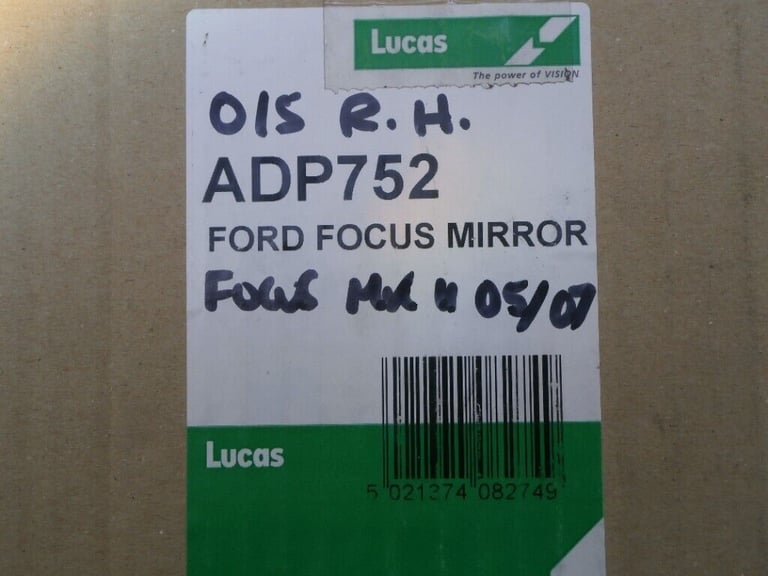 Lucas
The power of VISION
O/S R.H.
ADP752
FORD FOCUS MIRROR
FOCUS MK II 05/07
Lucas
5 021374 082749